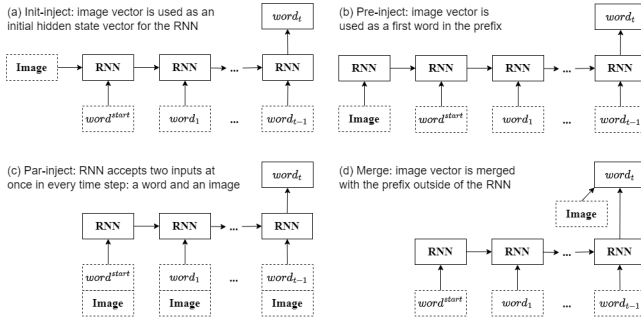 (a) Init-inject: image vector is used as an
initial hidden state vector for the RNN
word_t
Image RNN RNN ... RNN
word^start word_1 ... word_{t-1}
(b) Pre-inject: image vector is
used as a first word in the prefix
word_t
RNN RNN RNN ... RNN
Image word^start word_1 ... word_{t-1}
(c) Par-inject: RNN accepts two inputs at
once in every time step: a word and an image
word_t
RNN RNN ... RNN
word^start word_1 ... word_{t-1}
Image Image Image
(d) Merge: image vector is merged
with the prefix outside of the RNN
word_t
Image
RNN RNN ... RNN
word^start word_1 ... word_{t-1}